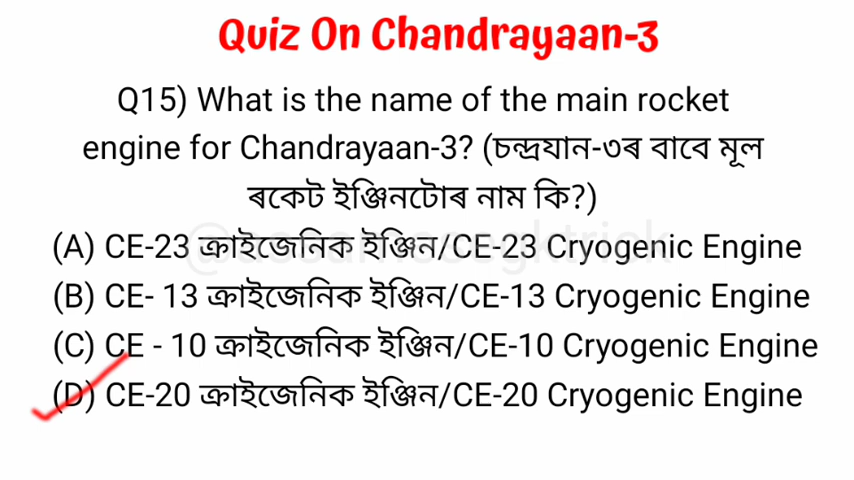 Quiz On Chandrayaan-3
Q15) What is the name of the main rocket
engine for Chandrayaan-3? (চন্দ্ৰযান-৩ৰ বাবে মূল
ৰকেট ইঞ্জিনটোৰ নাম কি?)
(A) CE-23 ক্ৰাইজেনিক ইঞ্জিন/CE-23 Cryogenic Engine
(B) CE- 13 ক্ৰাইজেনিক ইঞ্জিন/CE-13 Cryogenic Engine
(C) CE - 10 ক্ৰাইজেনিক ইঞ্জিন/CE-10 Cryogenic Engine
(D) CE-20 ক্ৰাইজেনিক ইঞ্জিন/CE-20 Cryogenic Engine